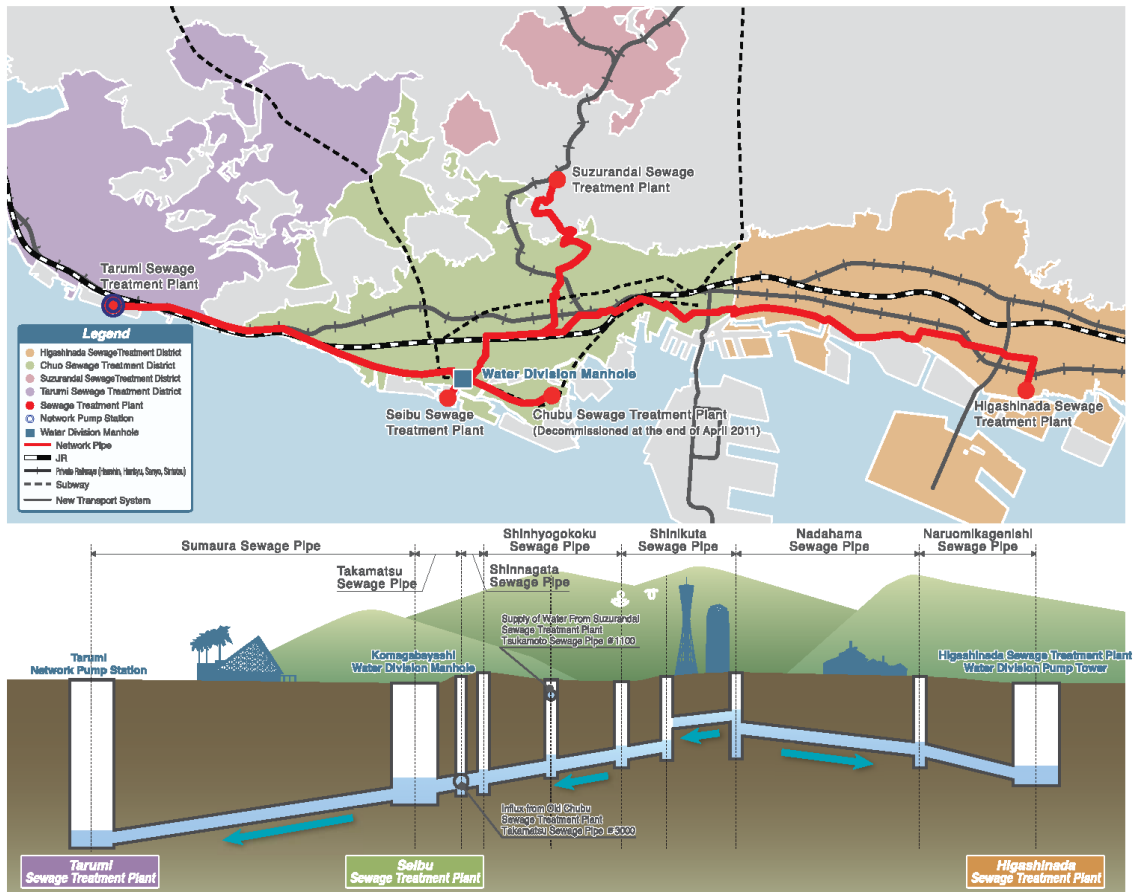 Suzurandai Sewage
Treatment Plant
Tarumi Sewage
Treatment Plant
Water Division Manhole
Seibu Sewage
Treatment Plant
Chubu Sewage Treatment Plant
(Decommissioned at the end of April 2011)
Higashinada Sewage
Treatment Plant
Legend
Higashinada Sewage Treatment District
Chuo Sewage Treatment District
Suzurandai Sewage Treatment District
Tarumi Sewage Treatment District
Sewage Treatment Plant
Network Pump Station
Water Division Manhole
Network Pipe
JR
Private Railways (Hanshin, Hankyu, Sanyo, Shintetsu)
Subway
New Transport System
Sumaura Sewage Pipe
Takamatsu
Sewage Pipe
Shinnagata
Sewage Pipe
Shinhyogokoku
Sewage Pipe
Shinikuta
Sewage Pipe
Nadahama
Sewage Pipe
Naruomikagenishi
Sewage Pipe
Supply of Water From Suzurandai
Sewage Treatment Plant
Tsukamoto Sewage Pipe #1100
Tarumi
Network Pump Station
Komagabayashi
Water Division Manhole
Higashinada Sewage Treatment Plant
Water Division Pump Tower
Influx from Old Chubu
Sewage Treatment Plant
Takamatsu Sewage Pipe #3000
Tarumi
Sewage Treatment Plant
Seibu
Sewage Treatment Plant
Higashinada
Sewage Treatment Plant